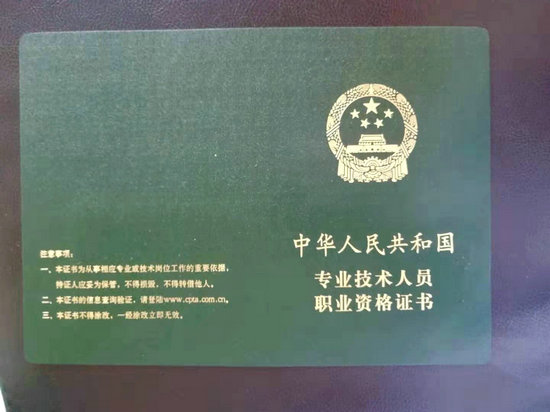 中华人民共和国
专业技术人员
职业资格证书
注意事项:
一、本证书为从事相应专业或技术岗位工作的重要依据,
持证人应妥为保管,不得损毁,不得转借他人。
二、本证书的信息查询验证,请登陆www.cpta.com.cn。
三、本证书不得涂改,一经涂改立即无效。